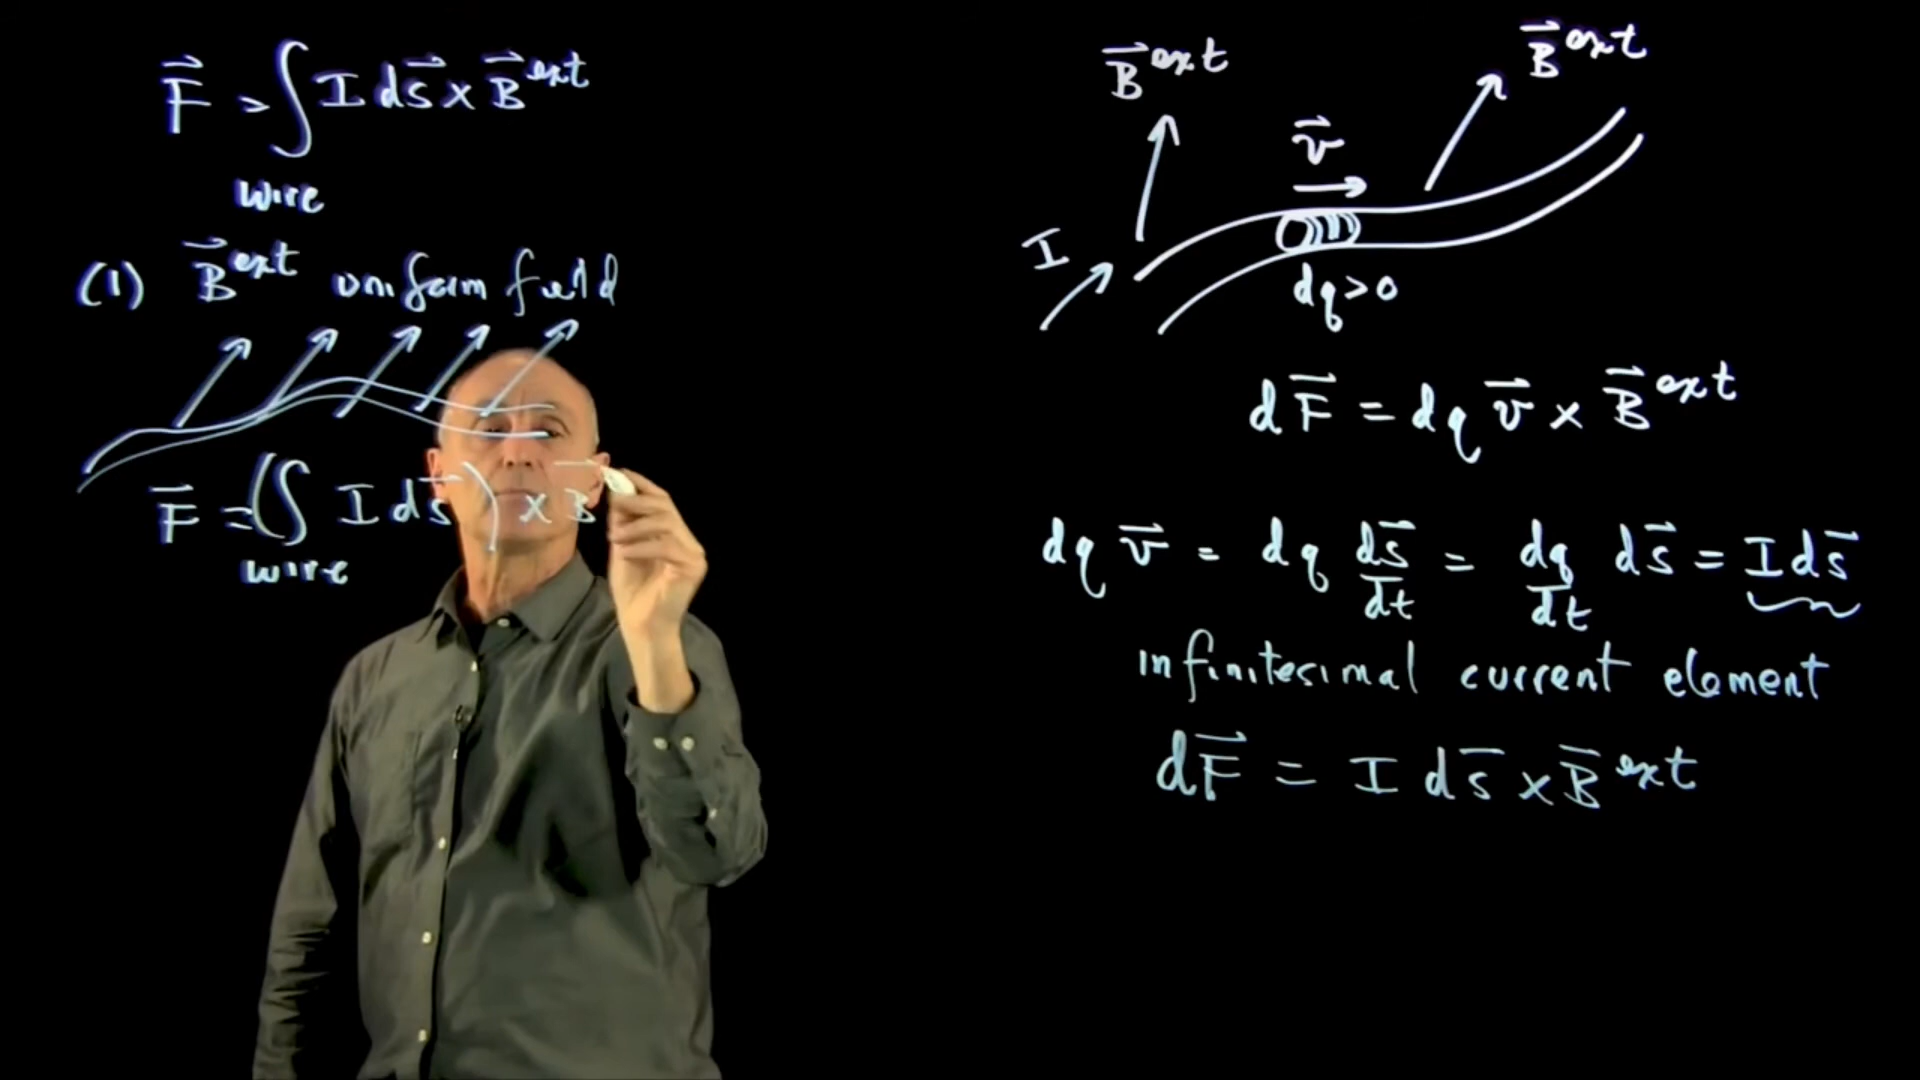 F⃗ = ∫ I ds⃗ × B⃗ᵉˣᵗ
wire
(1) B⃗ᵉˣᵗ uniform field
F⃗ = (∫ I ds⃗) × B⃗
wire
B⃗ᵉˣᵗ
B⃗ᵉˣᵗ
v⃗
I
dq>0
dF⃗ = dq v⃗ × B⃗ᵉˣᵗ
dq v⃗ = dq ds⃗/dt = dq/dt ds⃗ = I ds⃗
infinitesimal current element
dF⃗ = I ds⃗ × B⃗ᵉˣᵗ